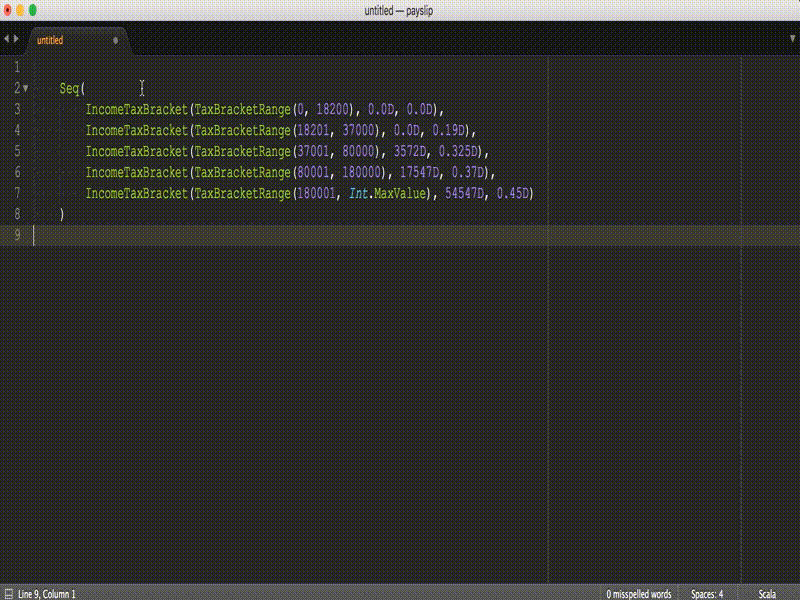 untitled — payslip
untitled
1
2 Seq(
3 IncomeTaxBracket(TaxBracketRange(0, 18200), 0.0D, 0.0D),
4 IncomeTaxBracket(TaxBracketRange(18201, 37000), 0.0D, 0.19D),
5 IncomeTaxBracket(TaxBracketRange(37001, 80000), 3572D, 0.325D),
6 IncomeTaxBracket(TaxBracketRange(80001, 180000), 17547D, 0.37D),
7 IncomeTaxBracket(TaxBracketRange(180001, Int.MaxValue), 54547D, 0.45D)
8 )
9
Line 9, Column 1 0 misspelled words Spaces: 4 Scala